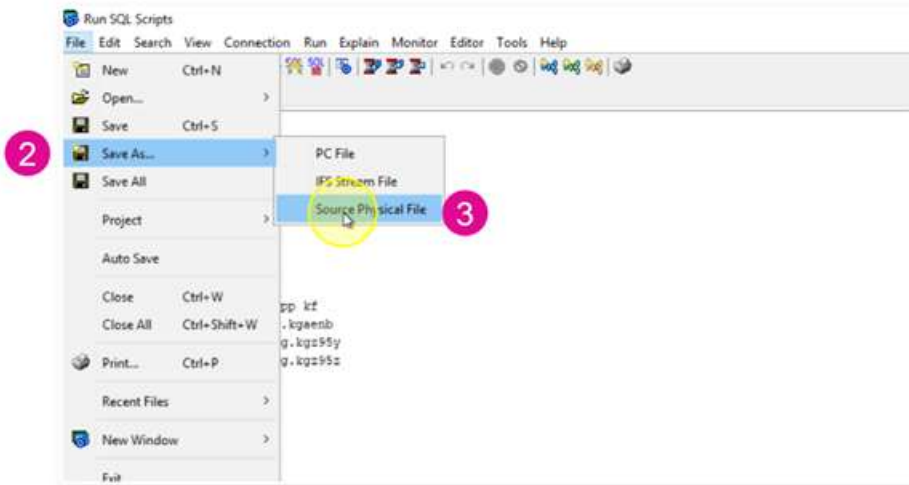 Run SQL Scripts
File Edit Search View Connection Run Explain Monitor Editor Tools Help
New Ctrl+N
Open...
Save Ctrl+S
2
Save As...
PC File
Save All
IFS Stream File
Source Physical File
3
Project
Auto Save
Close Ctrl+W
pp kf
Close All Ctrl+Shift+W
.kgaenb
g.kgz95y
Print... Ctrl+P
g.kgz95z
Recent Files
New Window
Exit